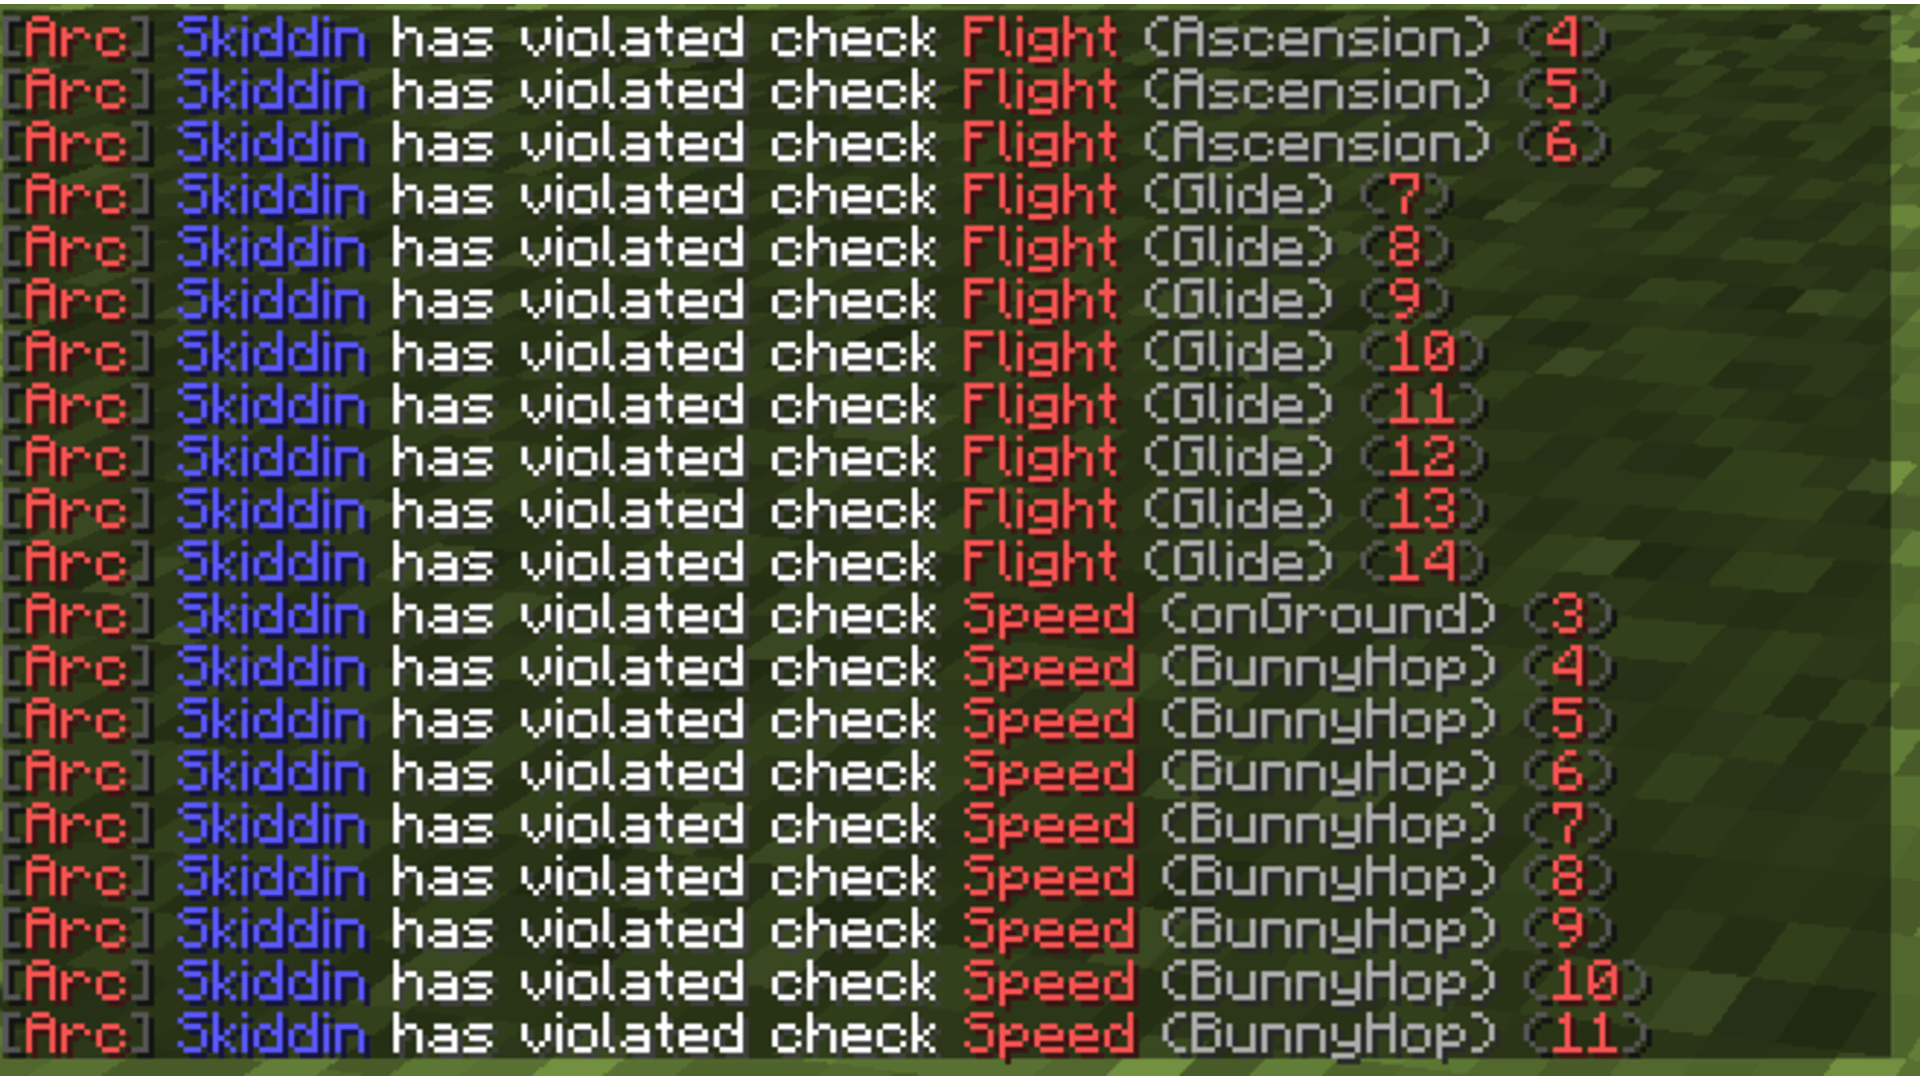 [Arc] Skiddin has violated check Flight (Ascension) (4)
[Arc] Skiddin has violated check Flight (Ascension) (5)
[Arc] Skiddin has violated check Flight (Ascension) (6)
[Arc] Skiddin has violated check Flight (Glide) (7)
[Arc] Skiddin has violated check Flight (Glide) (8)
[Arc] Skiddin has violated check Flight (Glide) (9)
[Arc] Skiddin has violated check Flight (Glide) (10)
[Arc] Skiddin has violated check Flight (Glide) (11)
[Arc] Skiddin has violated check Flight (Glide) (12)
[Arc] Skiddin has violated check Flight (Glide) (13)
[Arc] Skiddin has violated check Flight (Glide) (14)
[Arc] Skiddin has violated check Speed (onGround) (3)
[Arc] Skiddin has violated check Speed (BunnyHop) (4)
[Arc] Skiddin has violated check Speed (BunnyHop) (5)
[Arc] Skiddin has violated check Speed (BunnyHop) (6)
[Arc] Skiddin has violated check Speed (BunnyHop) (7)
[Arc] Skiddin has violated check Speed (BunnyHop) (8)
[Arc] Skiddin has violated check Speed (BunnyHop) (9)
[Arc] Skiddin has violated check Speed (BunnyHop) (10)
[Arc] Skiddin has violated check Speed (BunnyHop) (11)